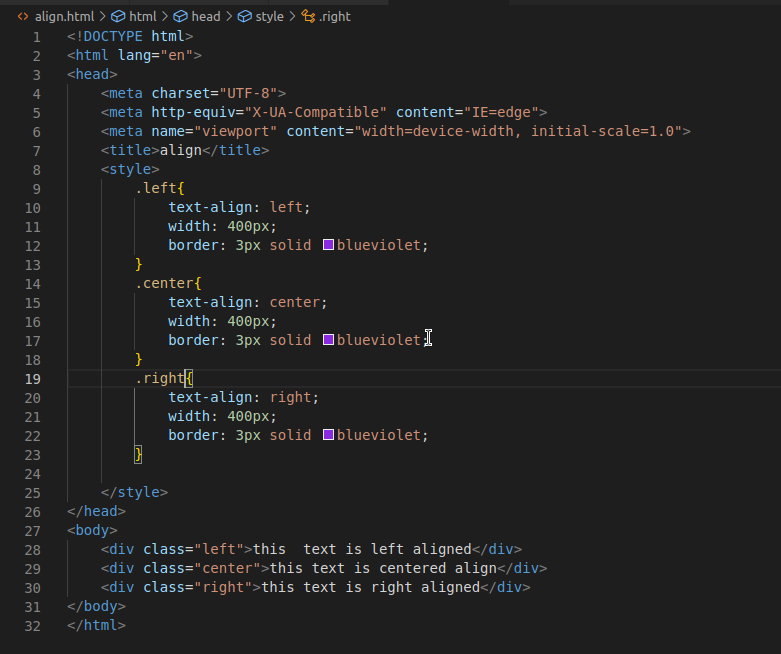 align.html > html > head > style > .right
1 <!DOCTYPE html>
2 <html lang="en">
3 <head>
4     <meta charset="UTF-8">
5     <meta http-equiv="X-UA-Compatible" content="IE=edge">
6     <meta name="viewport" content="width=device-width, initial-scale=1.0">
7     <title>align</title>
8     <style>
9         .left{
10             text-align: left;
11             width: 400px;
12             border: 3px solid blueviolet;
13         }
14         .center{
15             text-align: center;
16             width: 400px;
17             border: 3px solid blueviolet;
18         }
19         .right{
20             text-align: right;
21             width: 400px;
22             border: 3px solid blueviolet;
23         }
24
25     </style>
26 </head>
27 <body>
28     <div class="left">this  text is left aligned</div>
29     <div class="center">this text is centered align</div>
30     <div class="right">this text is right aligned</div>
31 </body>
32 </html>